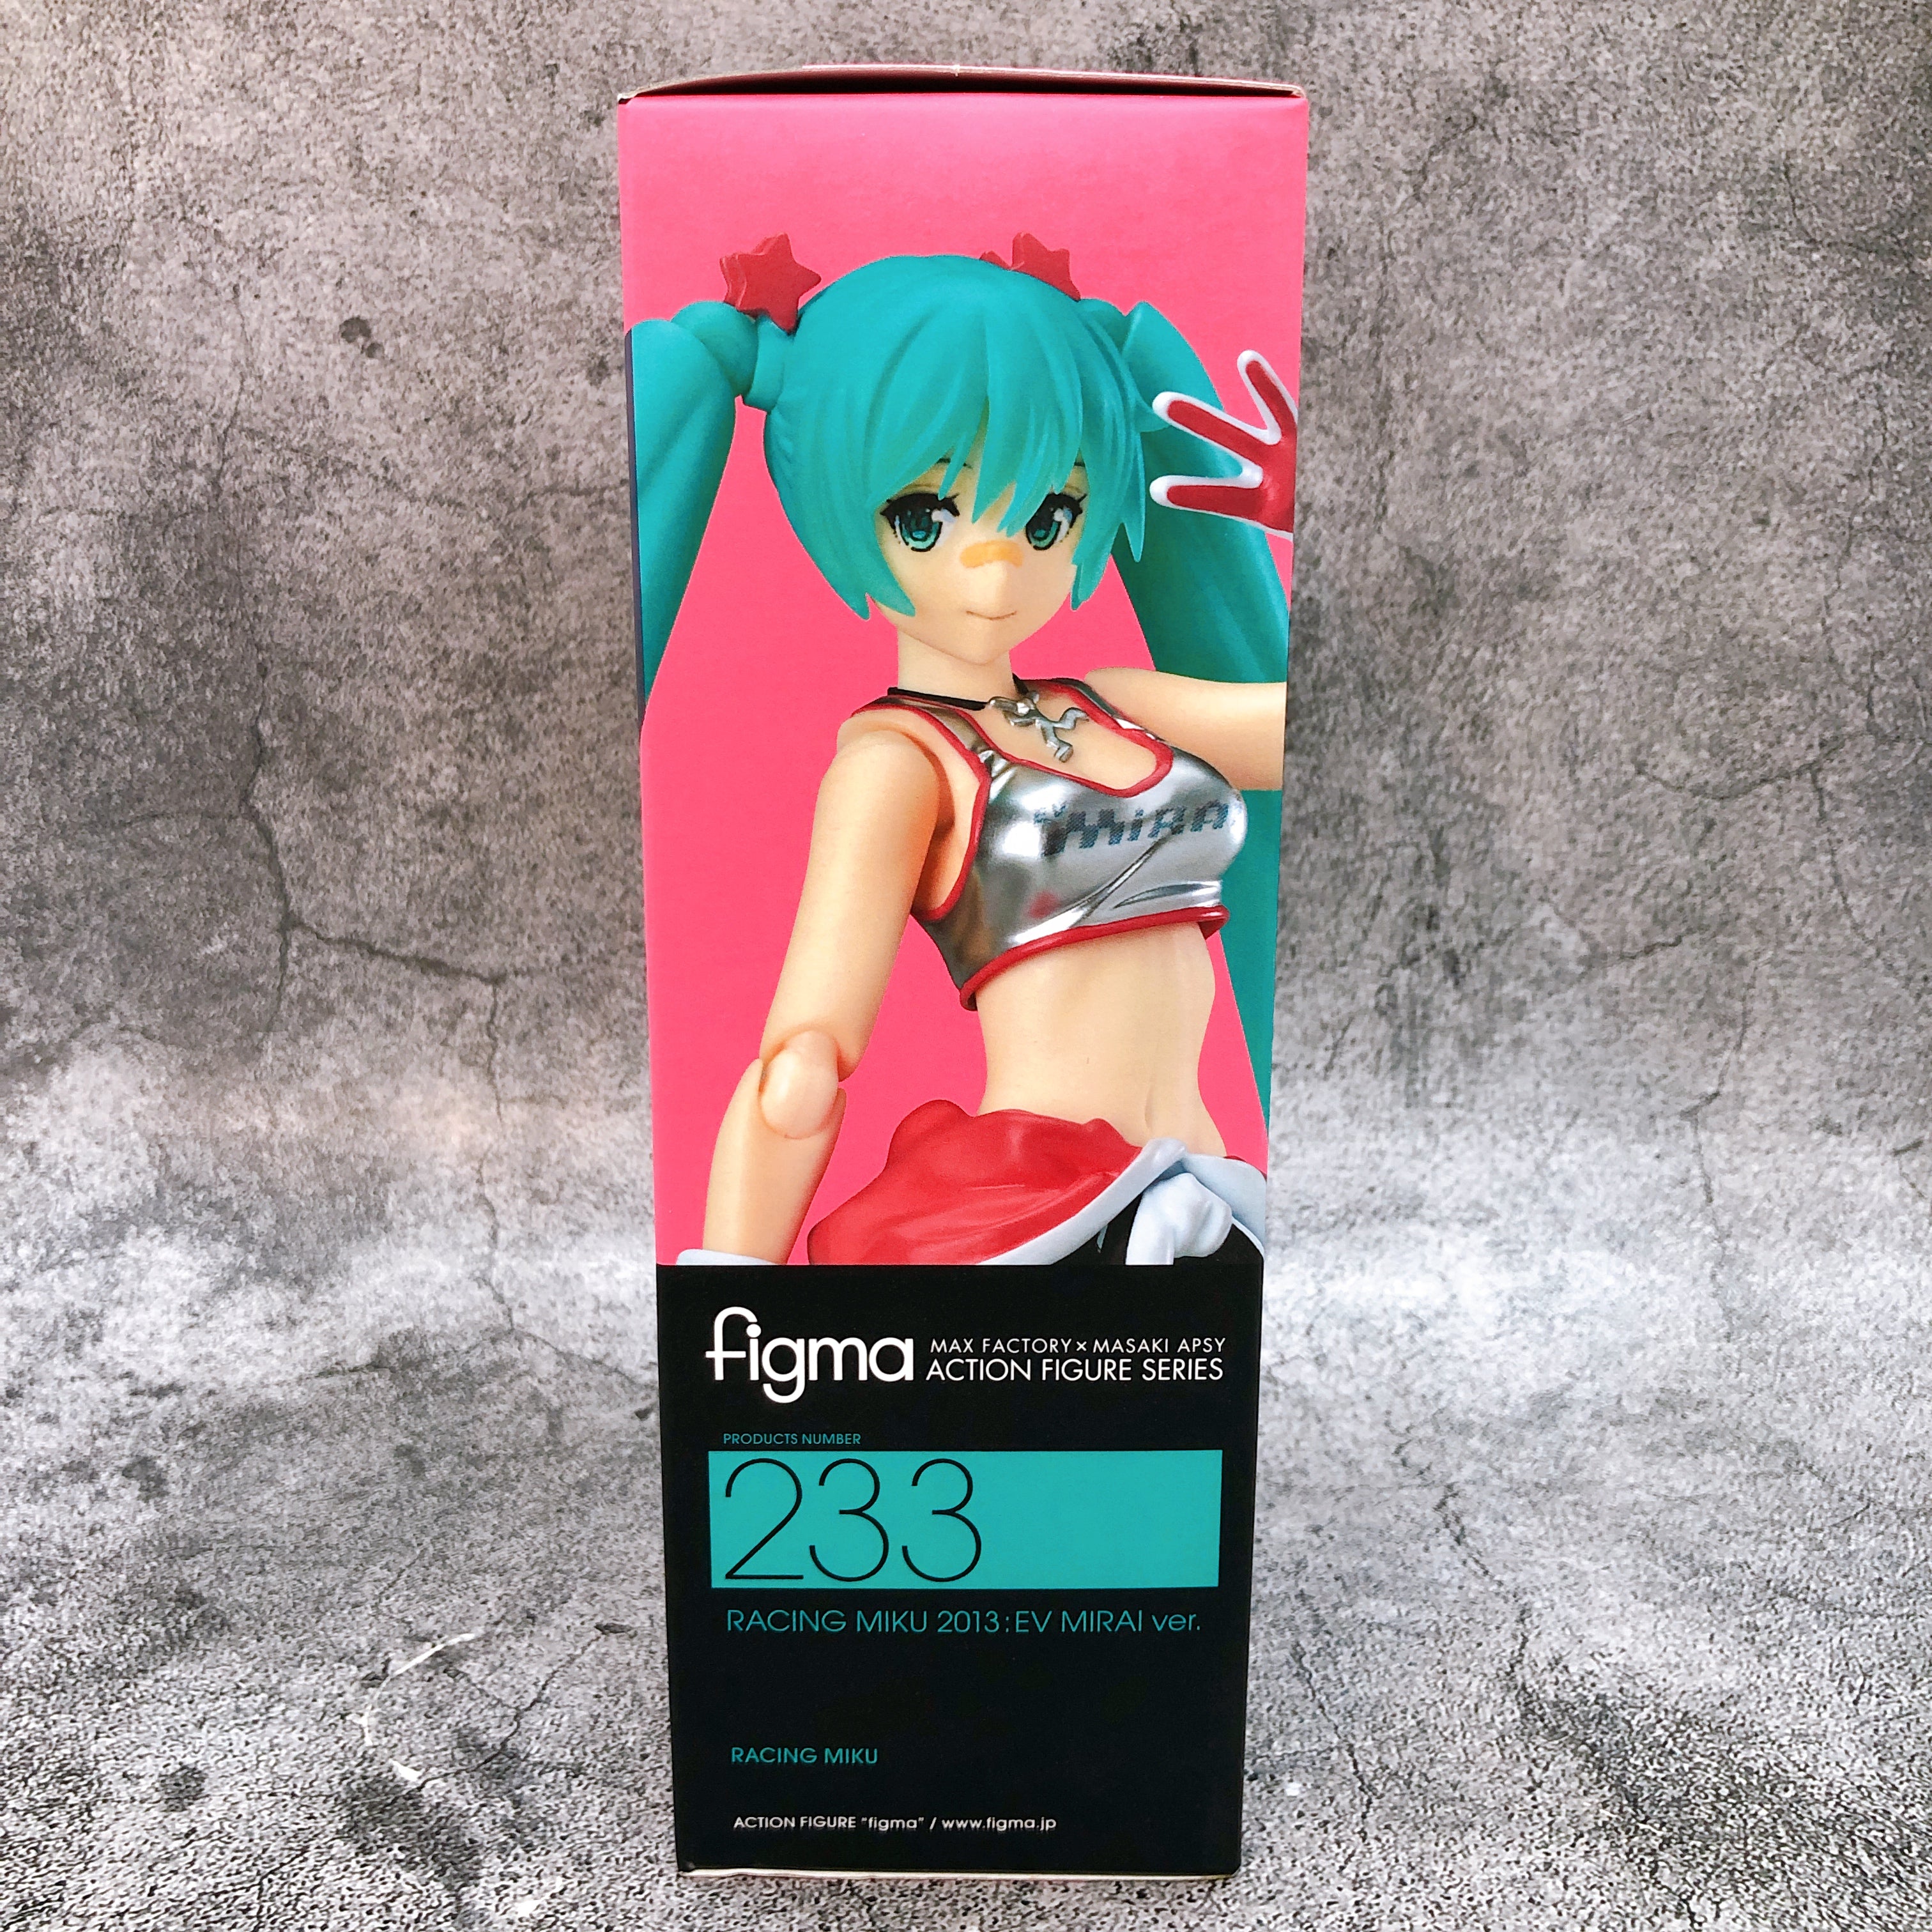 MIRA
figma
MAX FACTORY×MASAKI APSY
ACTION FIGURE SERIES
PRODUCTS NUMBER
233
RACING MIKU 2013:EV MIRAI ver.
RACING MIKU
ACTION FIGURE "figma" / www.figma.jp